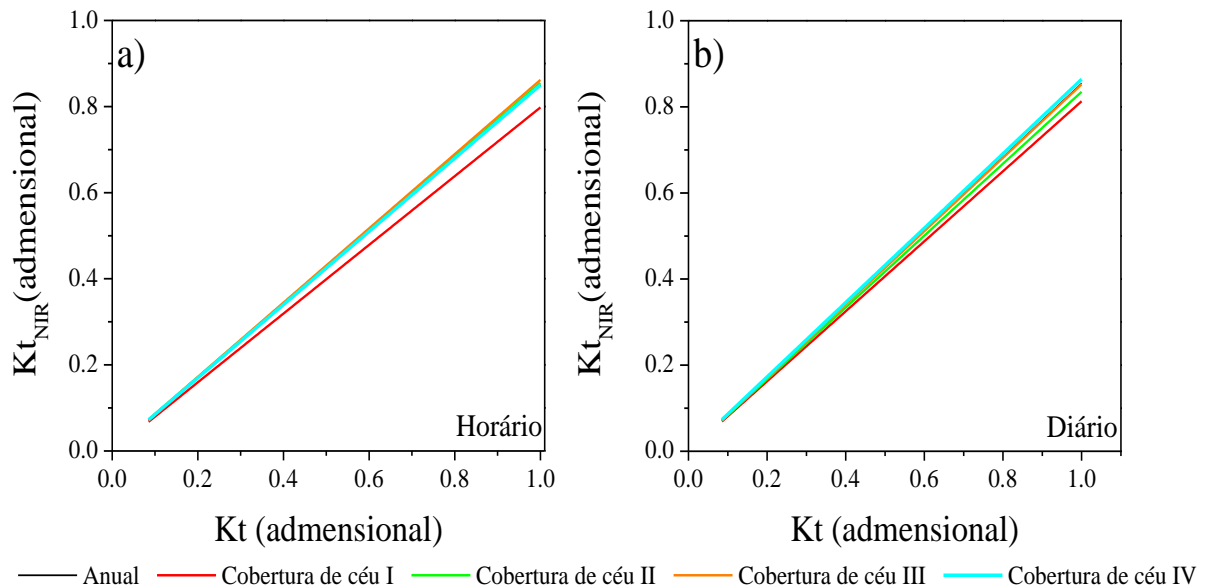 a)
1.0
0.8
0.6
0.4
0.2
0.0
Kt_NIR(admensional)
0.0 0.2 0.4 0.6 0.8 1.0
Kt (admensional)
Horário
b)
1.0
0.8
0.6
0.4
0.2
0.0
Kt_NIR(admensional)
0.0 0.2 0.4 0.6 0.8 1.0
Kt (admensional)
Diário
Anual Cobertura de céu I Cobertura de céu II Cobertura de céu III Cobertura de céu IV